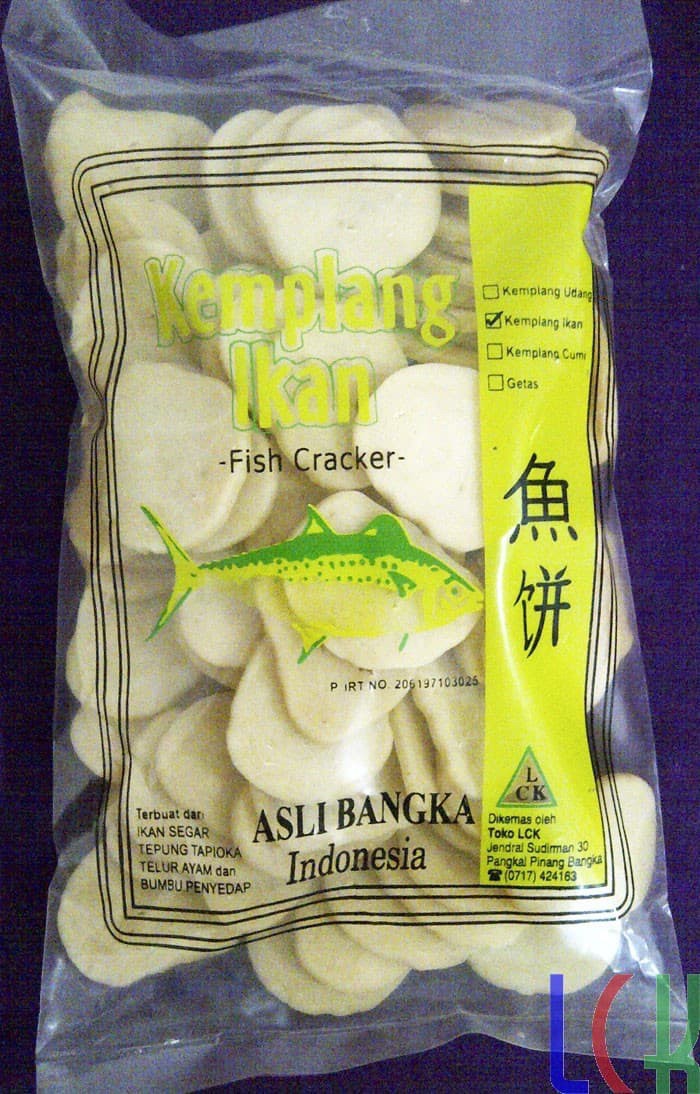 Kemplang
Ikan
-Fish Cracker-
Kemplang Udang
Kemplang Ikan
Kemplang Cumi
Getas
魚
饼
P IRT NO. 206197103025
Terbuat dari
IKAN SEGAR
TEPUNG TAPIOKA
TELUR AYAM dan
BUMBU PENYEDAP
ASLI BANGKA
Indonesia
L
CK
Dikemas oleh
Toko LCK
Jendral Sudirman 30
Pangkal Pinang Bangka
☎ (0717) 424163
LCK